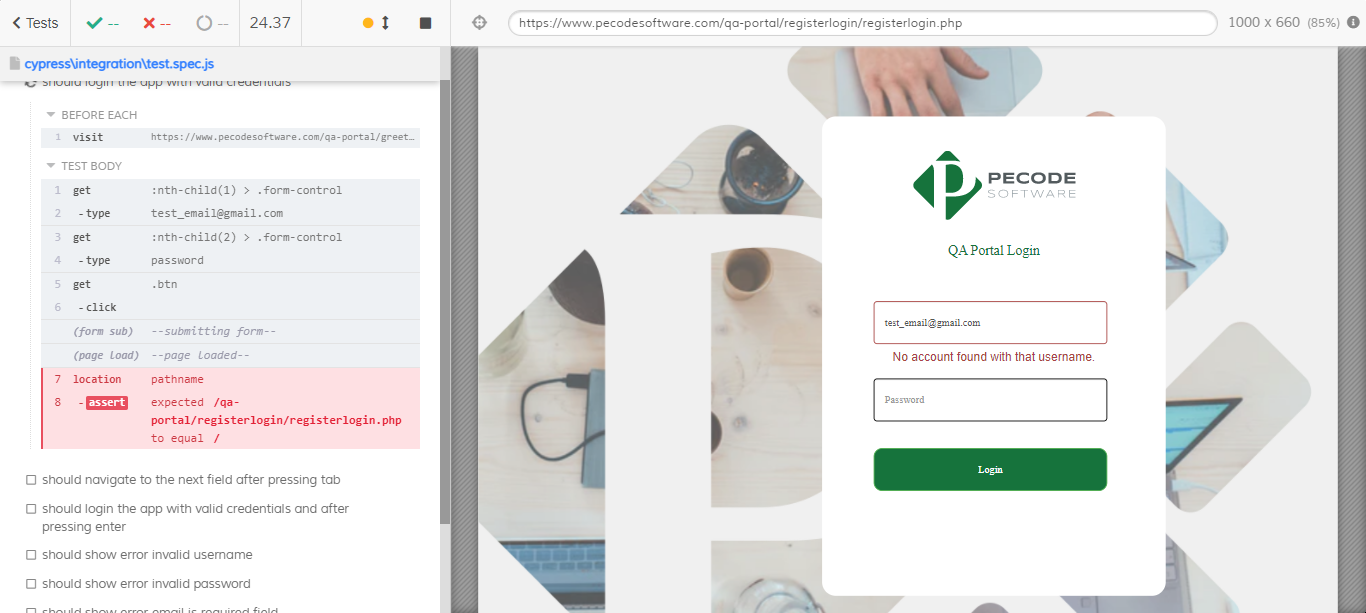 Tests -- -- -- 24.37
https://www.pecodesoftware.com/qa-portal/registerlogin/registerlogin.php 1000 x 660 (85%)
cypress\integration\test.spec.js
should login the app with valid credentials
BEFORE EACH
1 visit https://www.pecodesoftware.com/qa-portal/greet…
TEST BODY
1 get :nth-child(1) > .form-control
2 - type test_email@gmail.com
3 get :nth-child(2) > .form-control
4 - type password
5 get .btn
6 - click
(form sub) --submitting form--
(page load) --page loaded--
7 location pathname
8 - assert expected /qa-
portal/registerlogin/registerlogin.php
to equal /
should navigate to the next field after pressing tab
should login the app with valid credentials and after
pressing enter
should show error invalid username
should show error invalid password
should show error email is required field
PECODE
SOFTWARE
QA Portal Login
test_email@gmail.com
No account found with that username.
Password
Login